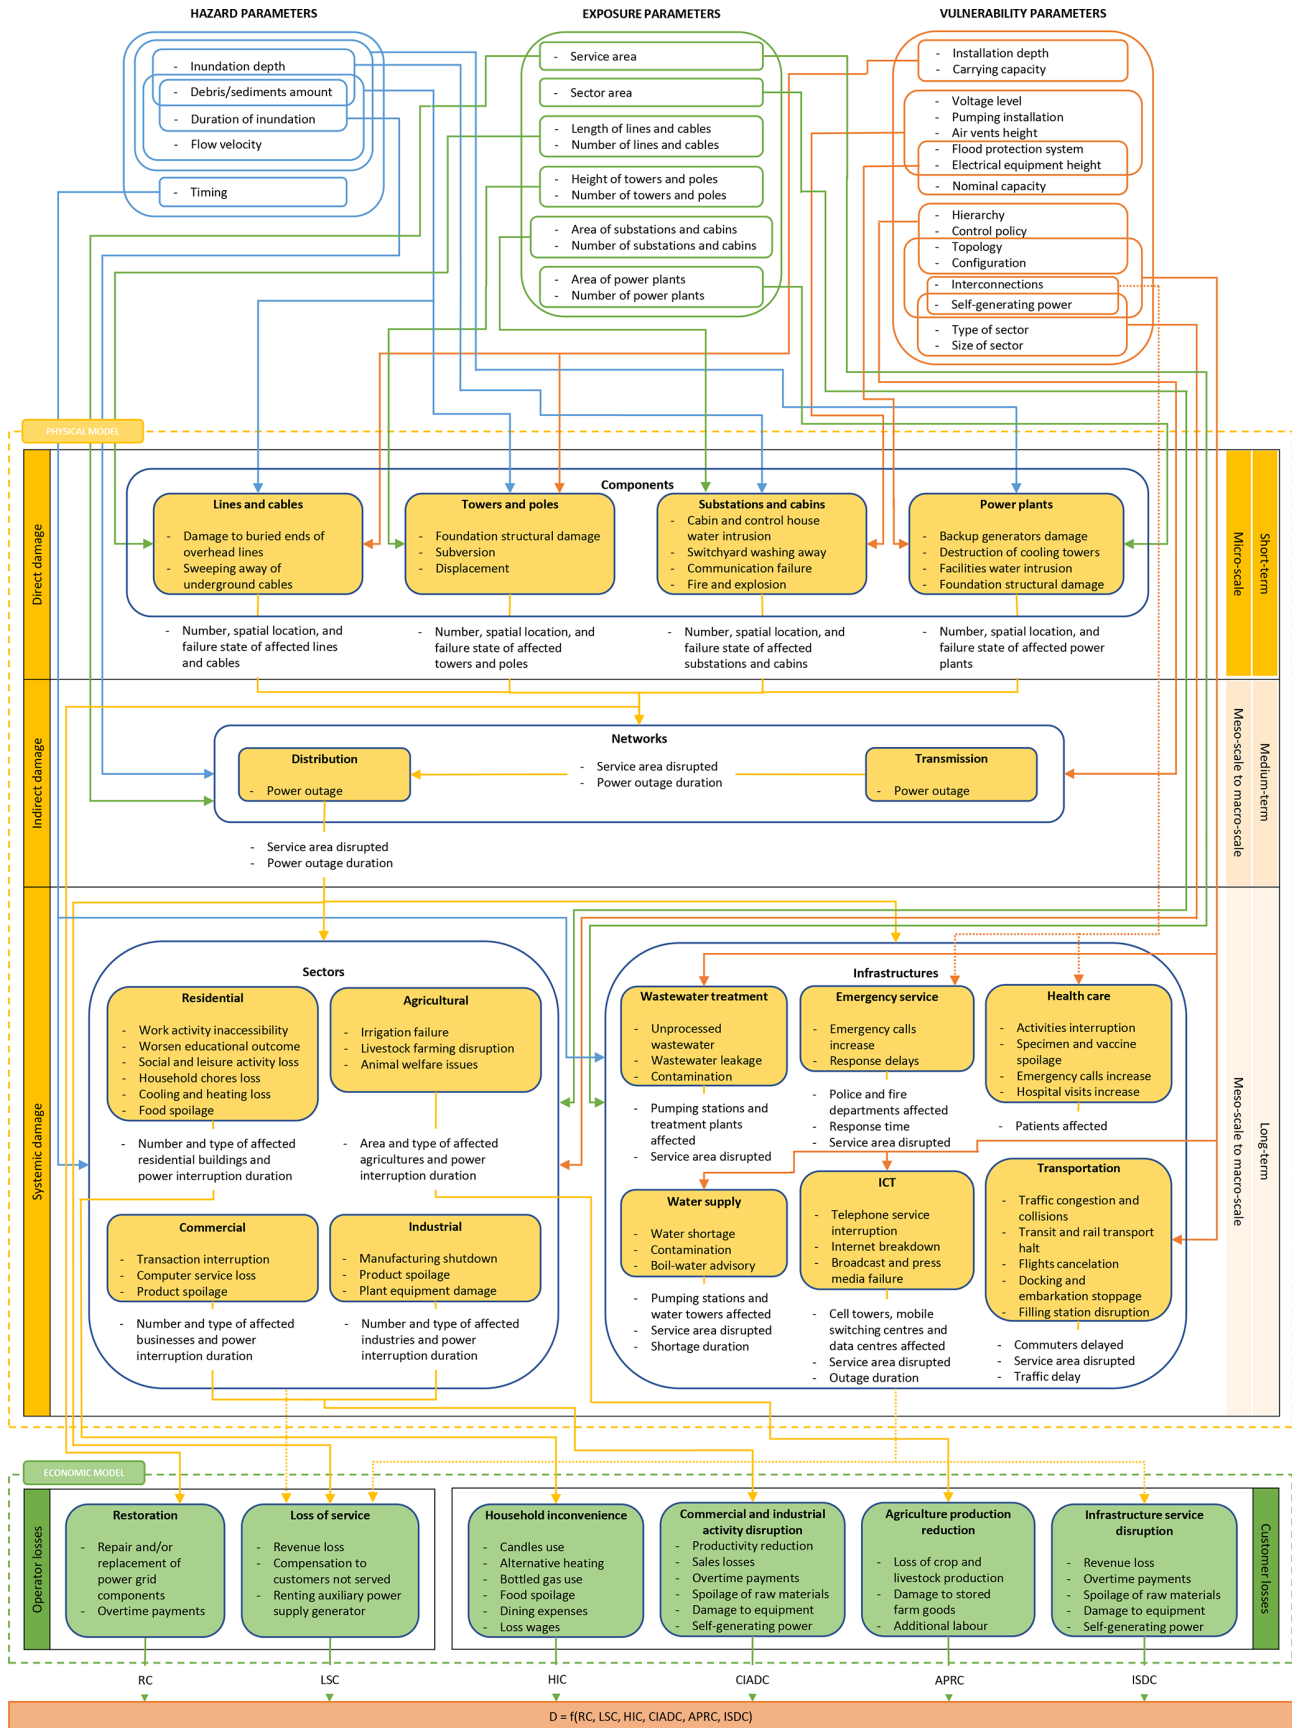 HAZARD PARAMETERS
EXPOSURE PARAMETERS
VULNERABILITY PARAMETERS
- Inundation depth
- Debris/sediments amount
- Duration of inundation
- Flow velocity
- Timing
- Service area
- Sector area
- Length of lines and cables
- Number of lines and cables
- Height of towers and poles
- Number of towers and poles
- Area of substations and cabins
- Number of substations and cabins
- Area of power plants
- Number of power plants
- Installation depth
- Carrying capacity
- Voltage level
- Pumping installation
- Air vents height
- Flood protection system
- Electrical equipment height
- Nominal capacity
- Hierarchy
- Control policy
- Topology
- Configuration
- Interconnections
- Self-generating power
- Type of sector
- Size of sector
PHYSICAL MODEL
Direct damage
Components
Lines and cables
- Damage to buried ends of
overhead lines
- Sweeping away of
underground cables
Towers and poles
- Foundation structural damage
- Subversion
- Displacement
Substations and cabins
- Cabin and control house
water intrusion
- Switchyard washing away
- Communication failure
- Fire and explosion
Power plants
- Backup generators damage
- Destruction of cooling towers
- Facilities water intrusion
- Foundation structural damage
Micro-scale
Short-term
- Number, spatial location, and
failure state of affected lines
and cables
- Number, spatial location, and
failure state of affected
towers and poles
- Number, spatial location, and
failure state of affected
substations and cabins
- Number, spatial location, and
failure state of affected power
plants
Indirect damage
Networks
Distribution
- Power outage
- Service area disrupted
- Power outage duration
Transmission
- Power outage
Meso-scale to macro-scale
Medium-term
- Service area disrupted
- Power outage duration
Systemic damage
Sectors
Residential
- Work activity inaccessibility
- Worsen educational outcome
- Social and leisure activity loss
- Household chores loss
- Cooling and heating loss
- Food spoilage
- Number and type of affected
residential buildings and
power interruption duration
Agricultural
- Irrigation failure
- Livestock farming disruption
- Animal welfare issues
- Area and type of affected
agricultures and power
interruption duration
Commercial
- Transaction interruption
- Computer service loss
- Product spoilage
- Number and type of affected
businesses and power
interruption duration
Industrial
- Manufacturing shutdown
- Product spoilage
- Plant equipment damage
- Number and type of affected
industries and power
interruption duration
Infrastructures
Wastewater treatment
- Unprocessed
wastewater
- Wastewater leakage
- Contamination
- Pumping stations and
treatment plants
affected
- Service area disrupted
Emergency service
- Emergency calls
increase
- Response delays
- Police and fire
departments affected
- Response time
- Service area disrupted
Health care
- Activities interruption
- Specimen and vaccine
spoilage
- Emergency calls increase
- Hospital visits increase
- Patients affected
Water supply
- Water shortage
- Contamination
- Boil-water advisory
- Pumping stations and
water towers affected
- Service area disrupted
- Shortage duration
ICT
- Telephone service
interruption
- Internet breakdown
- Broadcast and press
media failure
- Cell towers, mobile
switching centres and
data centres affected
- Service area disrupted
- Outage duration
Transportation
- Traffic congestion and
collisions
- Transit and rail transport
halt
- Flights cancelation
- Docking and
embarkation stoppage
- Filling station disruption
- Commuters delayed
- Service area disrupted
- Traffic delay
Meso-scale to macro-scale
Long-term
ECONOMIC MODEL
Operator losses
Restoration
- Repair and/or
replacement of
power grid
components
- Overtime payments
Loss of service
- Revenue loss
- Compensation to
customers not served
- Renting auxiliary power
supply generator
Household inconvenience
- Candles use
- Alternative heating
- Bottled gas use
- Food spoilage
- Dining expenses
- Loss wages
Commercial and industrial
activity disruption
- Productivity reduction
- Sales losses
- Overtime payments
- Spoilage of raw materials
- Damage to equipment
- Self-generating power
Agriculture production
reduction
- Loss of crop and
livestock production
- Damage to stored
farm goods
- Additional labour
Infrastructure service
disruption
- Revenue loss
- Overtime payments
- Spoilage of raw materials
- Damage to equipment
- Self-generating power
Customer losses
RC
LSC
HIC
CIADC
APRC
ISDC
D = f(RC, LSC, HIC, CIADC, APRC, ISDC)